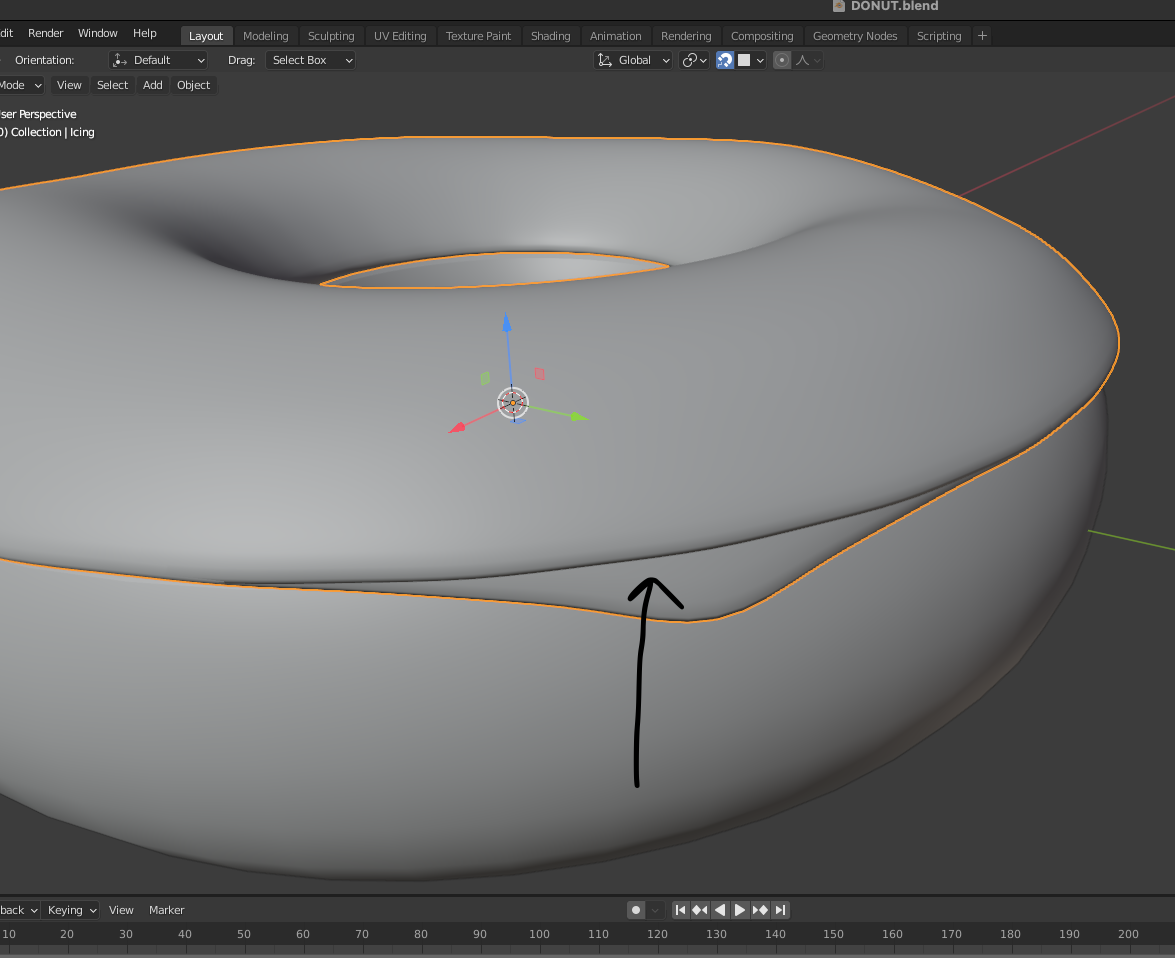 DONUT.blend
dit Render Window Help Layout Modeling Sculpting UV Editing Texture Paint Shading Animation Rendering Compositing Geometry Nodes Scripting +
Orientation: Default Drag: Select Box Global
Mode View Select Add Object
ser Perspective
0) Collection | Icing
back Keying View Marker
10 20 30 40 50 60 70 80 90 100 110 120 130 140 150 160 170 180 190 200